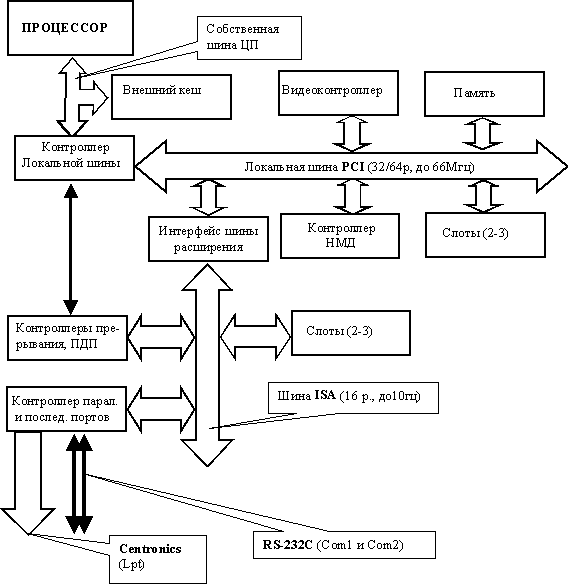 ПРОЦЕССОР
Собственная
шина ЦП
Внешний кеш
Видеоконтроллер
Память
Контроллер
Локальной шины
Локальная шина PCI (32/64р, до 66Мгц)
Интерфейс шины
расширения
Контроллер
НМД
Слоты (2-3)
Контроллеры пре-
рывания, ПДП
Слоты (2-3)
Контроллер парал.
и послед. портов
Шина ISA (16 р., до10гц)
Centronics
(Lpt)
RS-232C (Com1 и Com2)